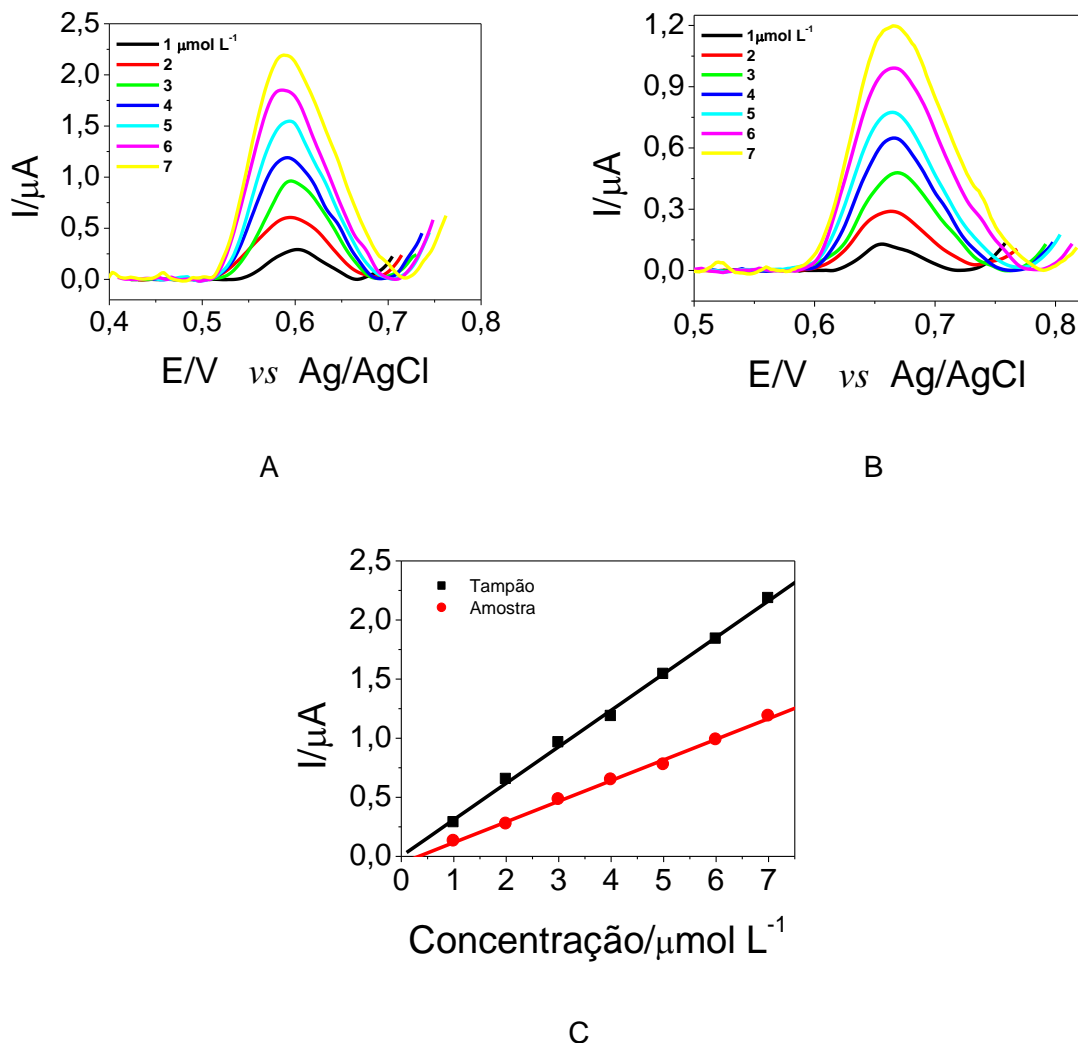 2,5
2,0
1,5
1,0
0,5
0,0
I/μA
1 μmol L⁻¹
2
3
4
5
6
7
0,4 0,5 0,6 0,7 0,8
E/V vs Ag/AgCl
A
1,2
0,9
0,6
0,3
0,0
I/μA
1μmol L⁻¹
2
3
4
5
6
7
0,5 0,6 0,7 0,8
E/V vs Ag/AgCl
B
2,5
2,0
1,5
1,0
0,5
0,0
I/μA
Tampão
Amostra
0 1 2 3 4 5 6 7
Concentração/μmol L⁻¹
C